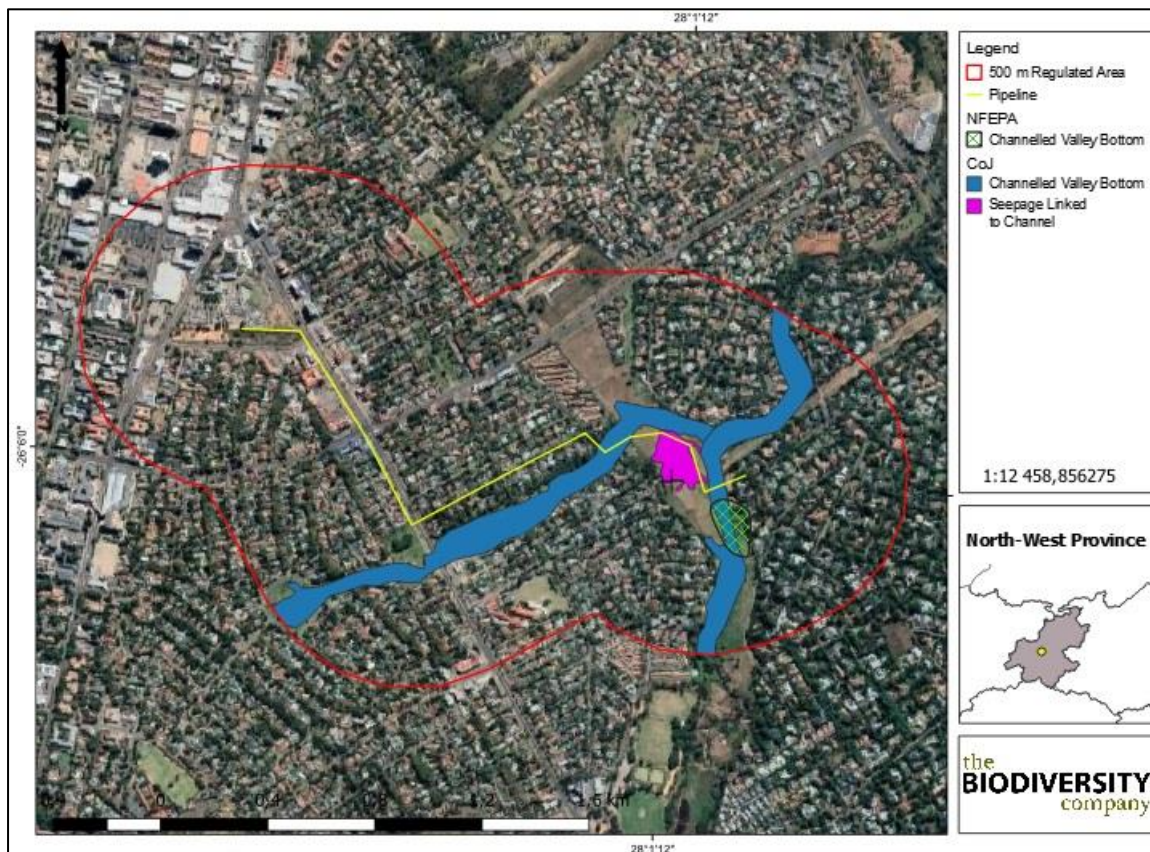 28°1'12"
N
Legend
500 m Regulated Area
Pipeline
NFEPA
Channelled Valley Bottom
CoJ
Channelled Valley Bottom
Seepage Linked
to Channel
-26°6'0"
1:12 458,856275
North-West Province
0.4 0 0.4 0.8 1.2 1.6 km
28°1'12"
the
BIODIVERSITY
company